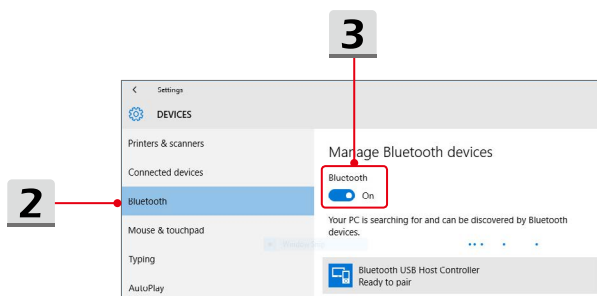 3
Settings
DEVICES
Printers & scanners
Manage Bluetooth devices
Connected devices
Bluetooth
2
Bluetooth
On
Mouse & touchpad
Your PC is searching for and can be discovered by Bluetooth
devices.
Typing
Bluetooth USB Host Controller
Ready to pair
AutoPlay